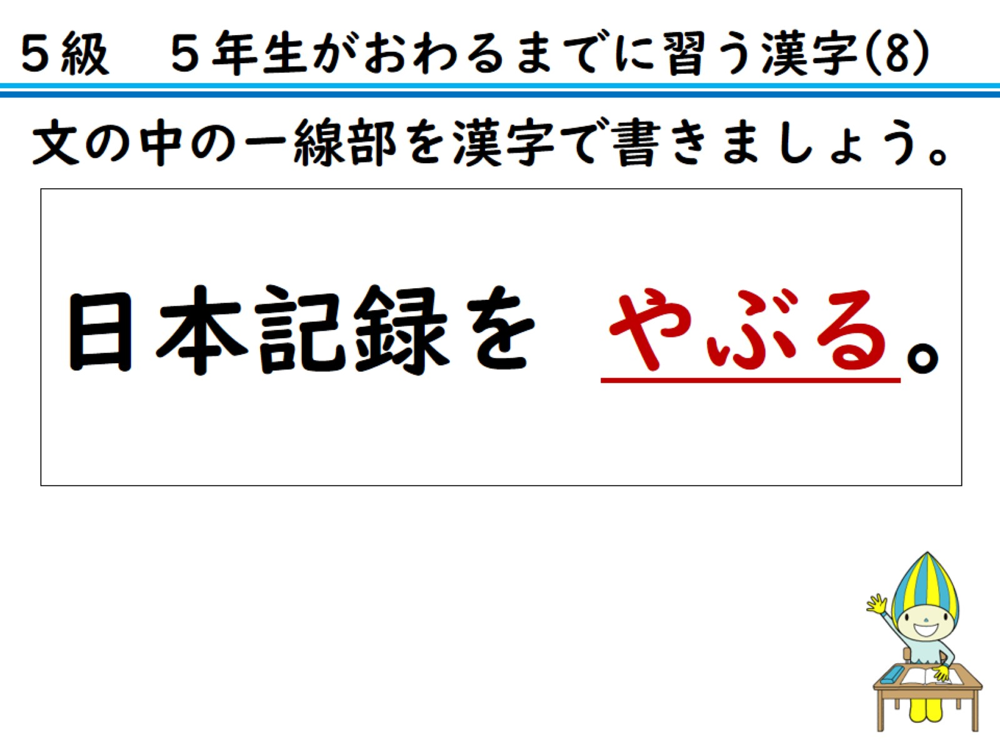 ５級　５年生がおわるまでに習う漢字(8)
文の中の―線部を漢字で書きましょう。
日本記録を　やぶる。